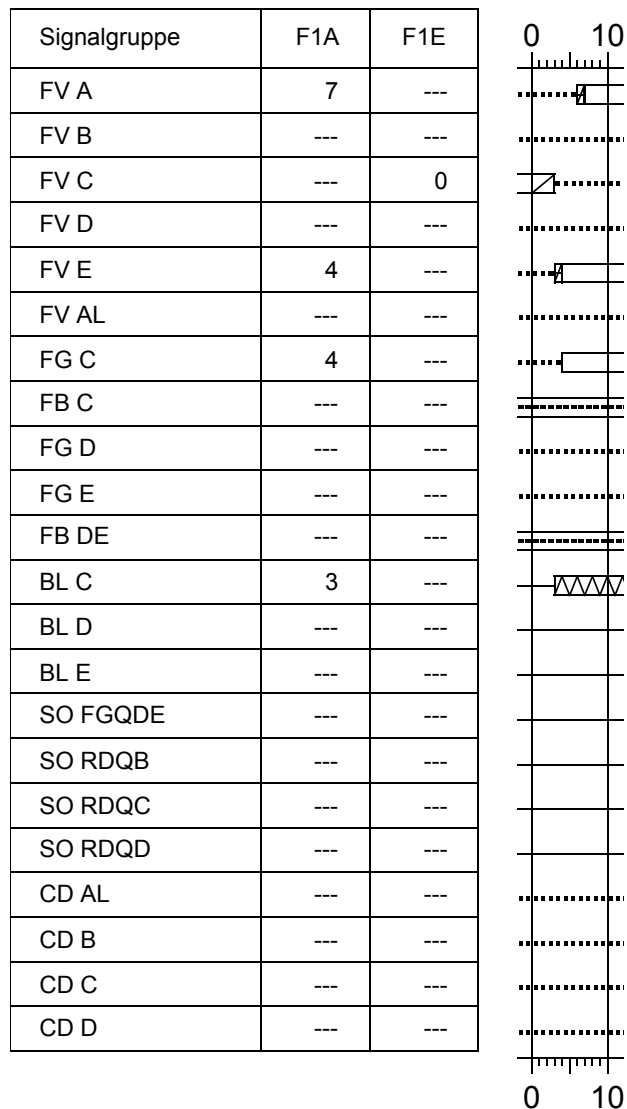 Signalgruppe F1A F1E 0 10
FV A 7 ---
FV B --- ---
FV C --- 0
FV D --- ---
FV E 4 ---
FV AL --- ---
FG C 4 ---
FB C --- ---
FG D --- ---
FG E --- ---
FB DE --- ---
BL C 3 ---
BL D --- ---
BL E --- ---
SO FGQDE --- ---
SO RDQB --- ---
SO RDQC --- ---
SO RDQD --- ---
CD AL --- ---
CD B --- ---
CD C --- ---
CD D --- ---
0 10